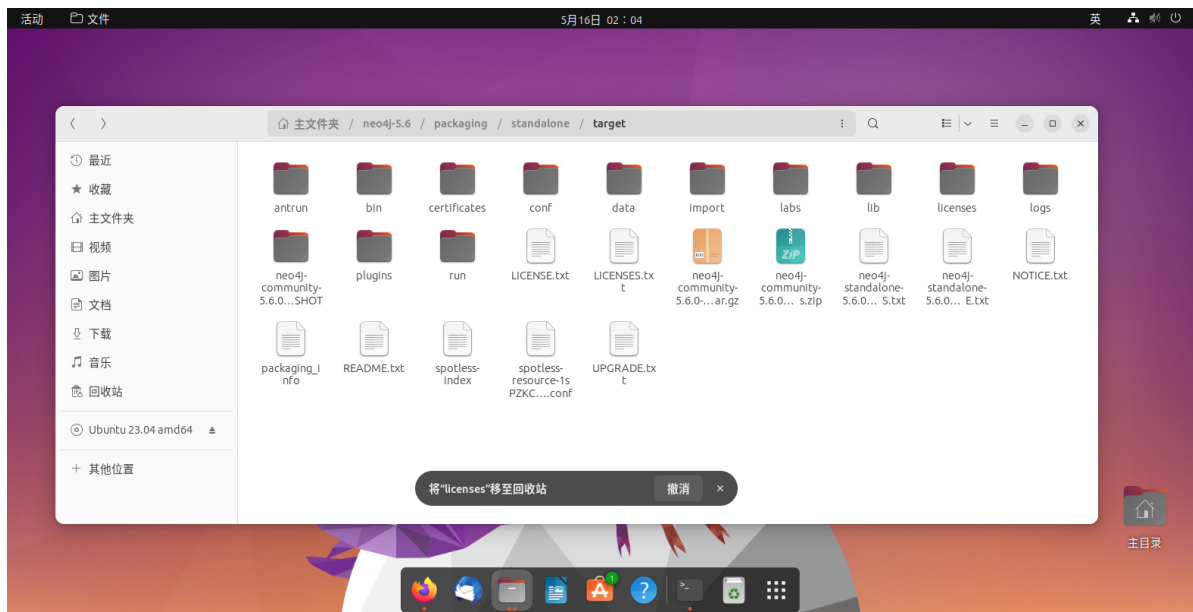 活动 文件 5月16日 02：04 英
主文件夹 / neo4j-5.6 / packaging / standalone / target
最近
收藏
主文件夹
视频
图片
文档
下载
音乐
回收站
Ubuntu 23.04 amd64
其他位置
antrun bin certificates conf data import labs lib licenses logs
neo4j-
community-
5.6.0...SHOT
plugins
run
LICENSE.txt
LICENSES.tx
t
neo4j-
community-
5.6.0-...ar.gz
ZiP
neo4j-
community-
5.6.0... s.zip
neo4j-
standalone-
5.6.0... S.txt
neo4j-
standalone-
5.6.0... E.txt
NOTICE.txt
packaging_i
nfo
README.txt
spotless-
index
spotless-
resource-1s
PZKC....conf
UPGRADE.tx
t
将“licenses”移至回收站 撤消
主目录
1